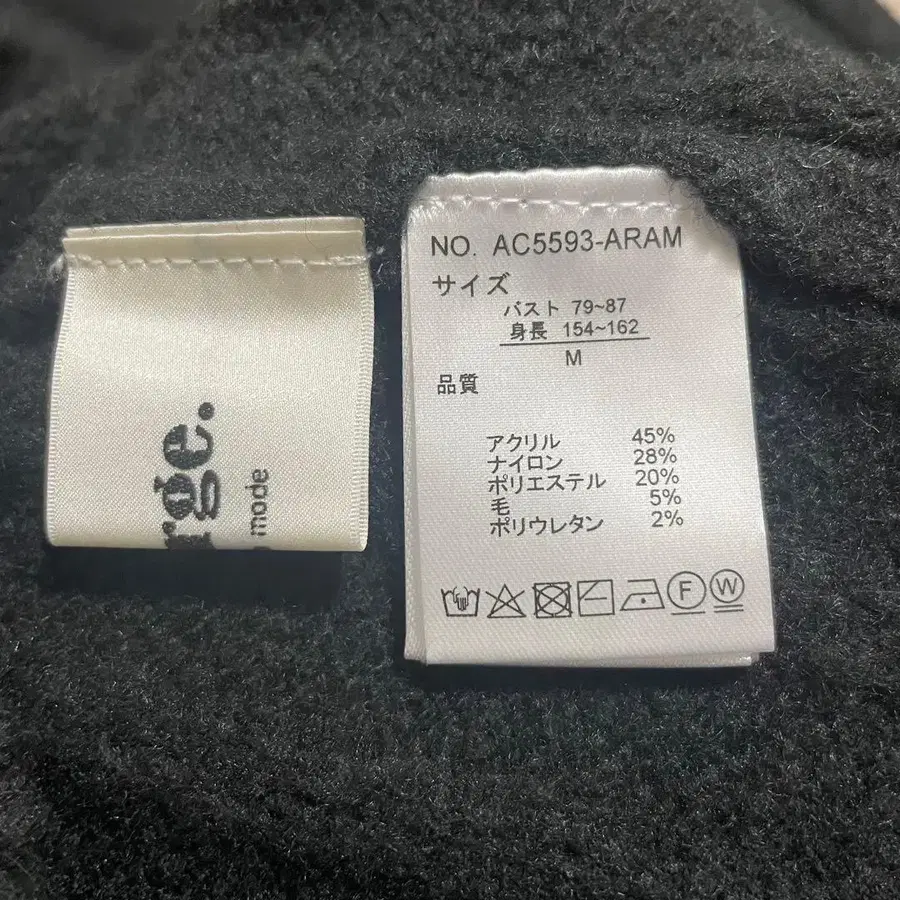 rge.
mode
NO. AC5593-ARAM
サイズ
バスト 79~87
身長 154~162
M
品質
アクリル 45%
ナイロン 28%
ポリエステル 20%
毛 5%
ポリウレタン 2%
F W